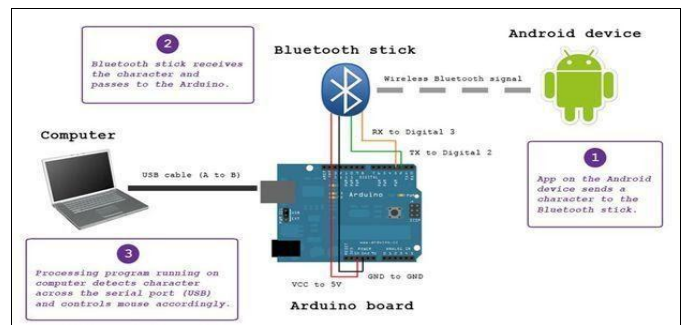 2
Bluetooth stick receives
the character and
passes to the Arduino.
Bluetooth stick
Android device
Wireless Bluetooth signal
RX to Digital 3
TX to Digital 2
Computer
USB cable (A to B)
1
App on the Android
device sends a
character to the
Bluetooth stick.
Arduino
3
Processing program running on
computer detects character
across the serial port (USB)
and controls mouse accordingly.
GND to GND
VCC to 5V
Arduino board